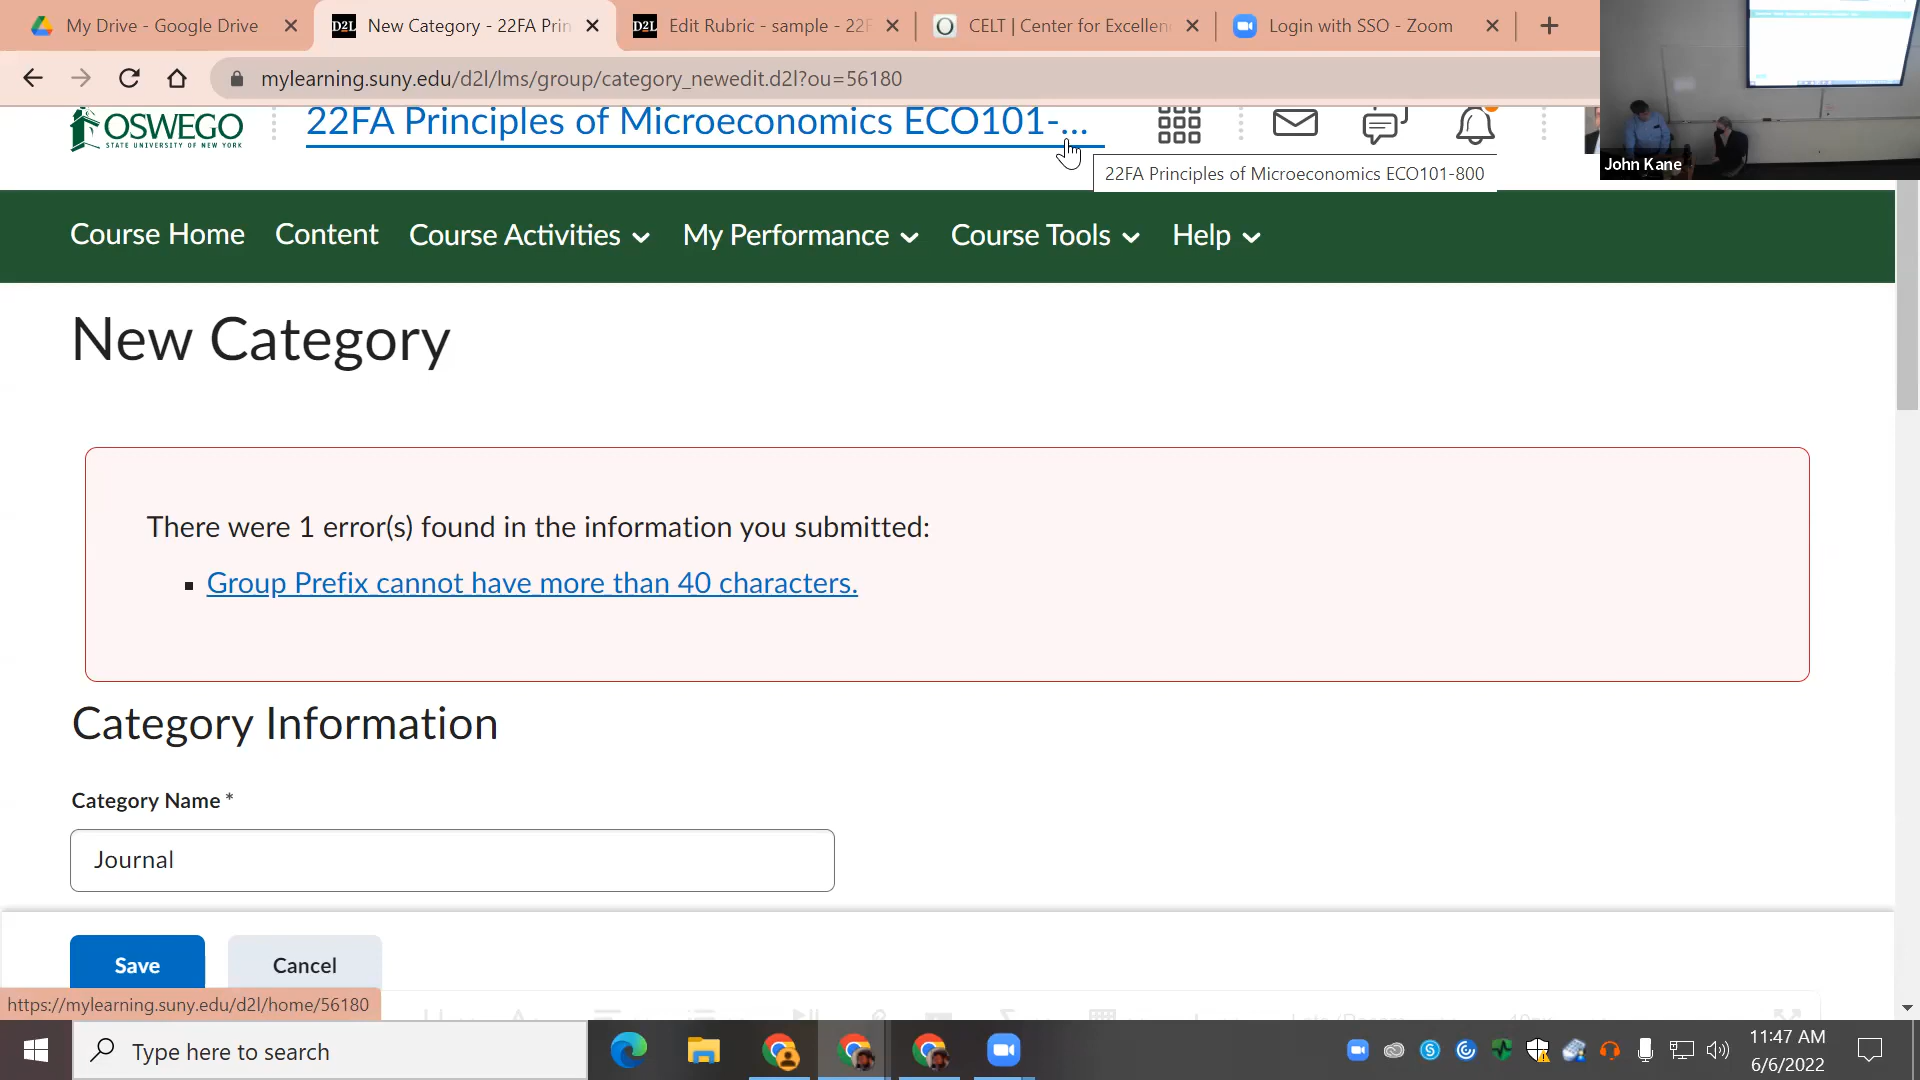 My Drive - Google Drive
D2L New Category - 22FA Prin
D2L Edit Rubric - sample - 22F
CELT | Center for Excellen
Login with SSO - Zoom
mylearning.suny.edu/d2l/lms/group/category_newedit.d2l?ou=56180
OSWEGO
STATE UNIVERSITY OF NEW YORK
22FA Principles of Microeconomics ECO101-...
22FA Principles of Microeconomics ECO101-800
John Kane
Course Home Content Course Activities My Performance Course Tools Help
New Category
There were 1 error(s) found in the information you submitted:
Group Prefix cannot have more than 40 characters.
Category Information
Category Name *
Journal
Save Cancel
https://mylearning.suny.edu/d2l/home/56180
Type here to search
11:47 AM
6/6/2022